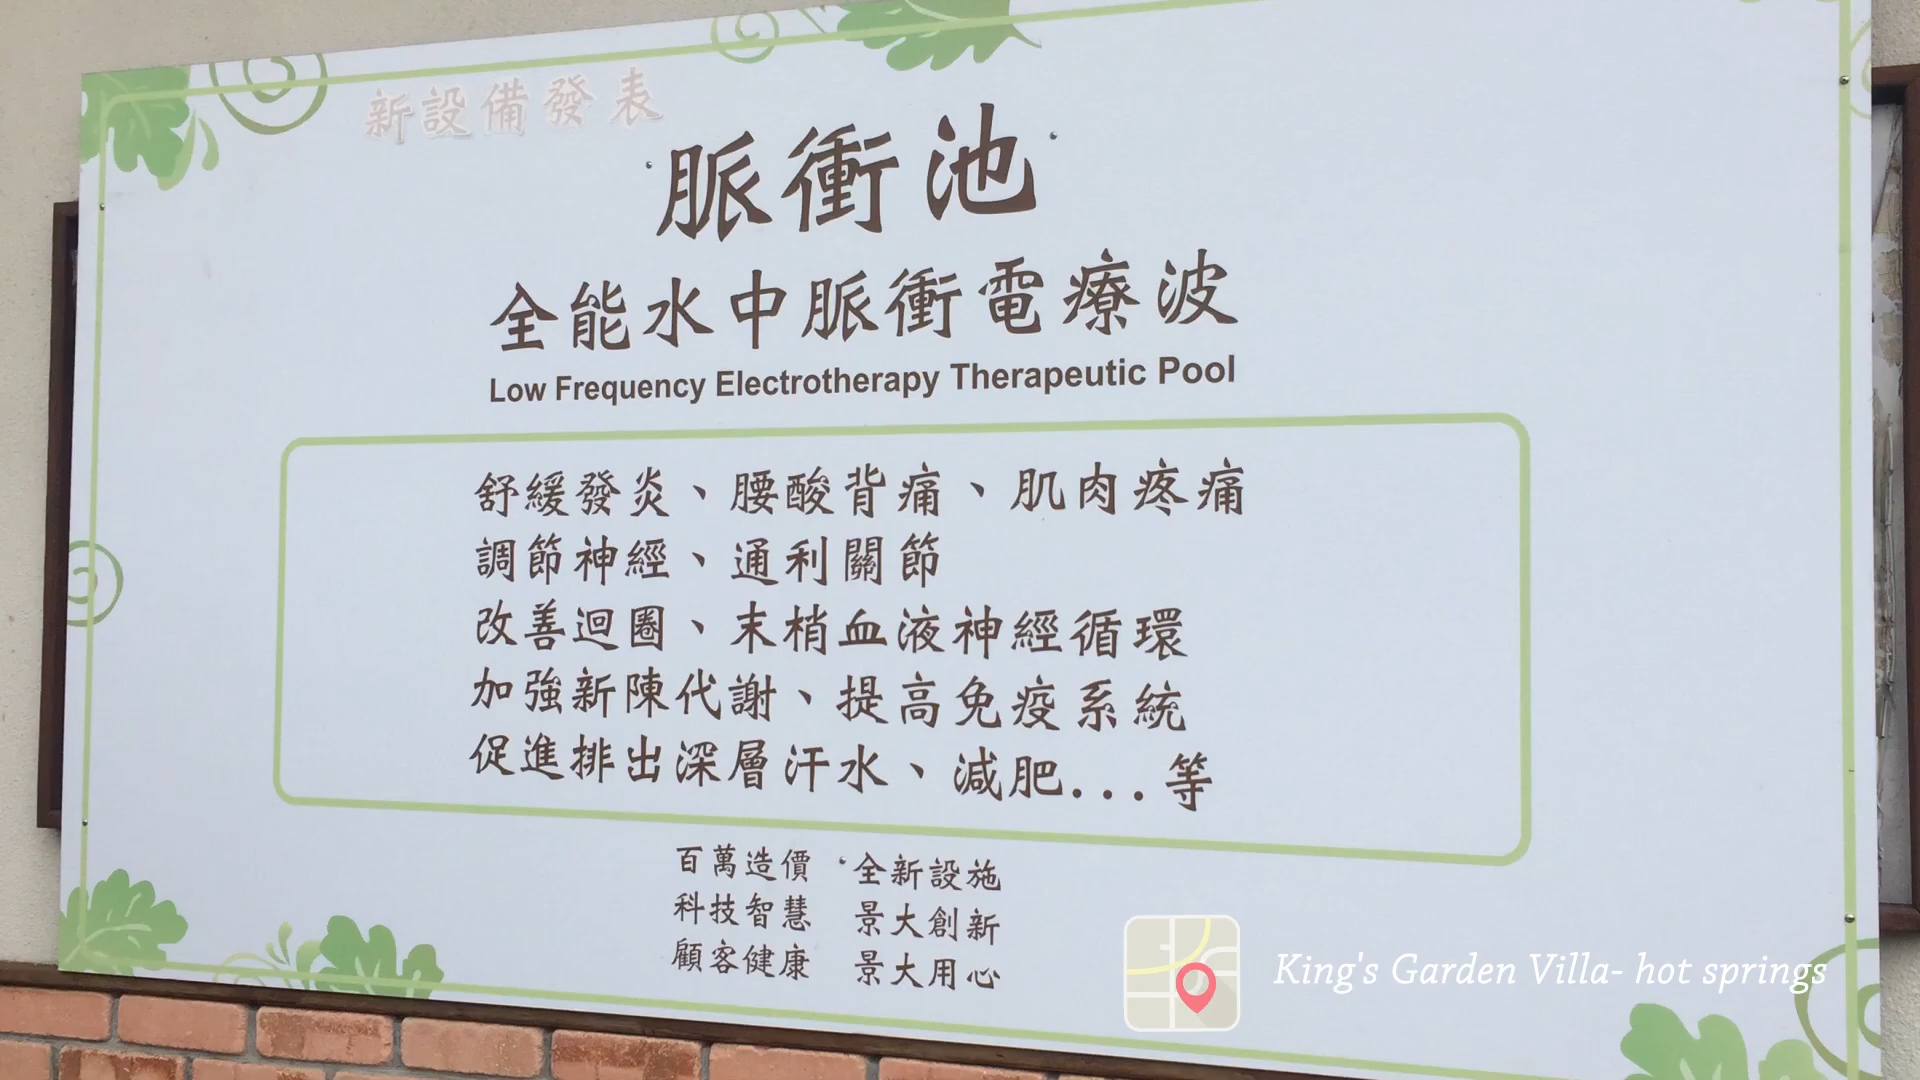 新設備發表
脈衝池
全能水中脈衝電療波
Low Frequency Electrotherapy Therapeutic Pool
舒緩發炎、腰酸背痛、肌肉疼痛
調節神經、通利關節
改善迴圈、末梢血液神經循環
加強新陳代謝、提高免疫系統
促進排出深層汗水、減肥...等
百萬造價 全新設施
科技智慧 景大創新
顧客健康 景大用心
King's Garden Villa- hot springs